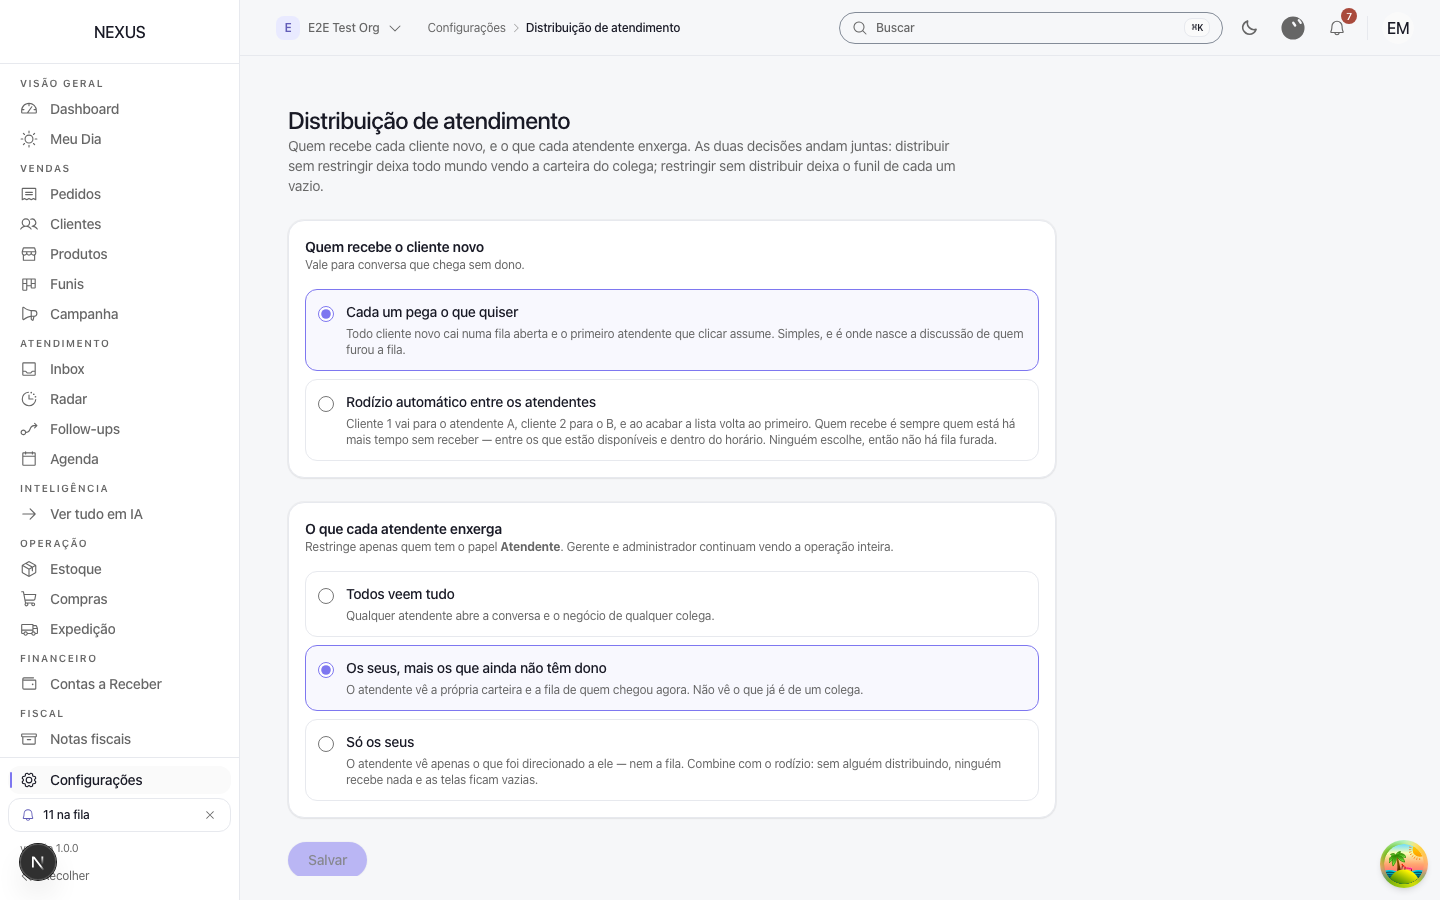 NEXUS
E
E2E Test Org
Configurações
Distribuição de atendimento
Buscar
⌘K
7
EM
VISÃO GERAL
Dashboard
Meu Dia
VENDAS
Pedidos
Clientes
Produtos
Funis
Campanha
ATENDIMENTO
Inbox
Radar
Follow-ups
Agenda
INTELIGÊNCIA
Ver tudo em IA
OPERAÇÃO
Estoque
Compras
Expedição
FINANCEIRO
Contas a Receber
FISCAL
Notas fiscais
Configurações
11 na fila
1.0.0
N
Distribuição de atendimento
Quem recebe cada cliente novo, e o que cada atendente enxerga. As duas decisões andam juntas: distribuir
sem restringir deixa todo mundo vendo a carteira do colega; restringir sem distribuir deixa o funil de cada um
vazio.
Quem recebe o cliente novo
Vale para conversa que chega sem dono.
Cada um pega o que quiser
Todo cliente novo cai numa fila aberta e o primeiro atendente que clicar assume. Simples, e é onde nasce a discussão de quem
furou a fila.
Rodízio automático entre os atendentes
Cliente 1 vai para o atendente A, cliente 2 para o B, e ao acabar a lista volta ao primeiro. Quem recebe é sempre quem está há
mais tempo sem receber — entre os que estão disponíveis e dentro do horário. Ninguém escolhe, então não há fila furada.
O que cada atendente enxerga
Restringe apenas quem tem o papel Atendente. Gerente e administrador continuam vendo a operação inteira.
Todos veem tudo
Qualquer atendente abre a conversa e o negócio de qualquer colega.
Os seus, mais os que ainda não têm dono
O atendente vê a própria carteira e a fila de quem chegou agora. Não vê o que já é de um colega.
Só os seus
O atendente vê apenas o que foi direcionado a ele — nem a fila. Combine com o rodízio: sem alguém distribuindo, ninguém
recebe nada e as telas ficam vazias.
Salvar